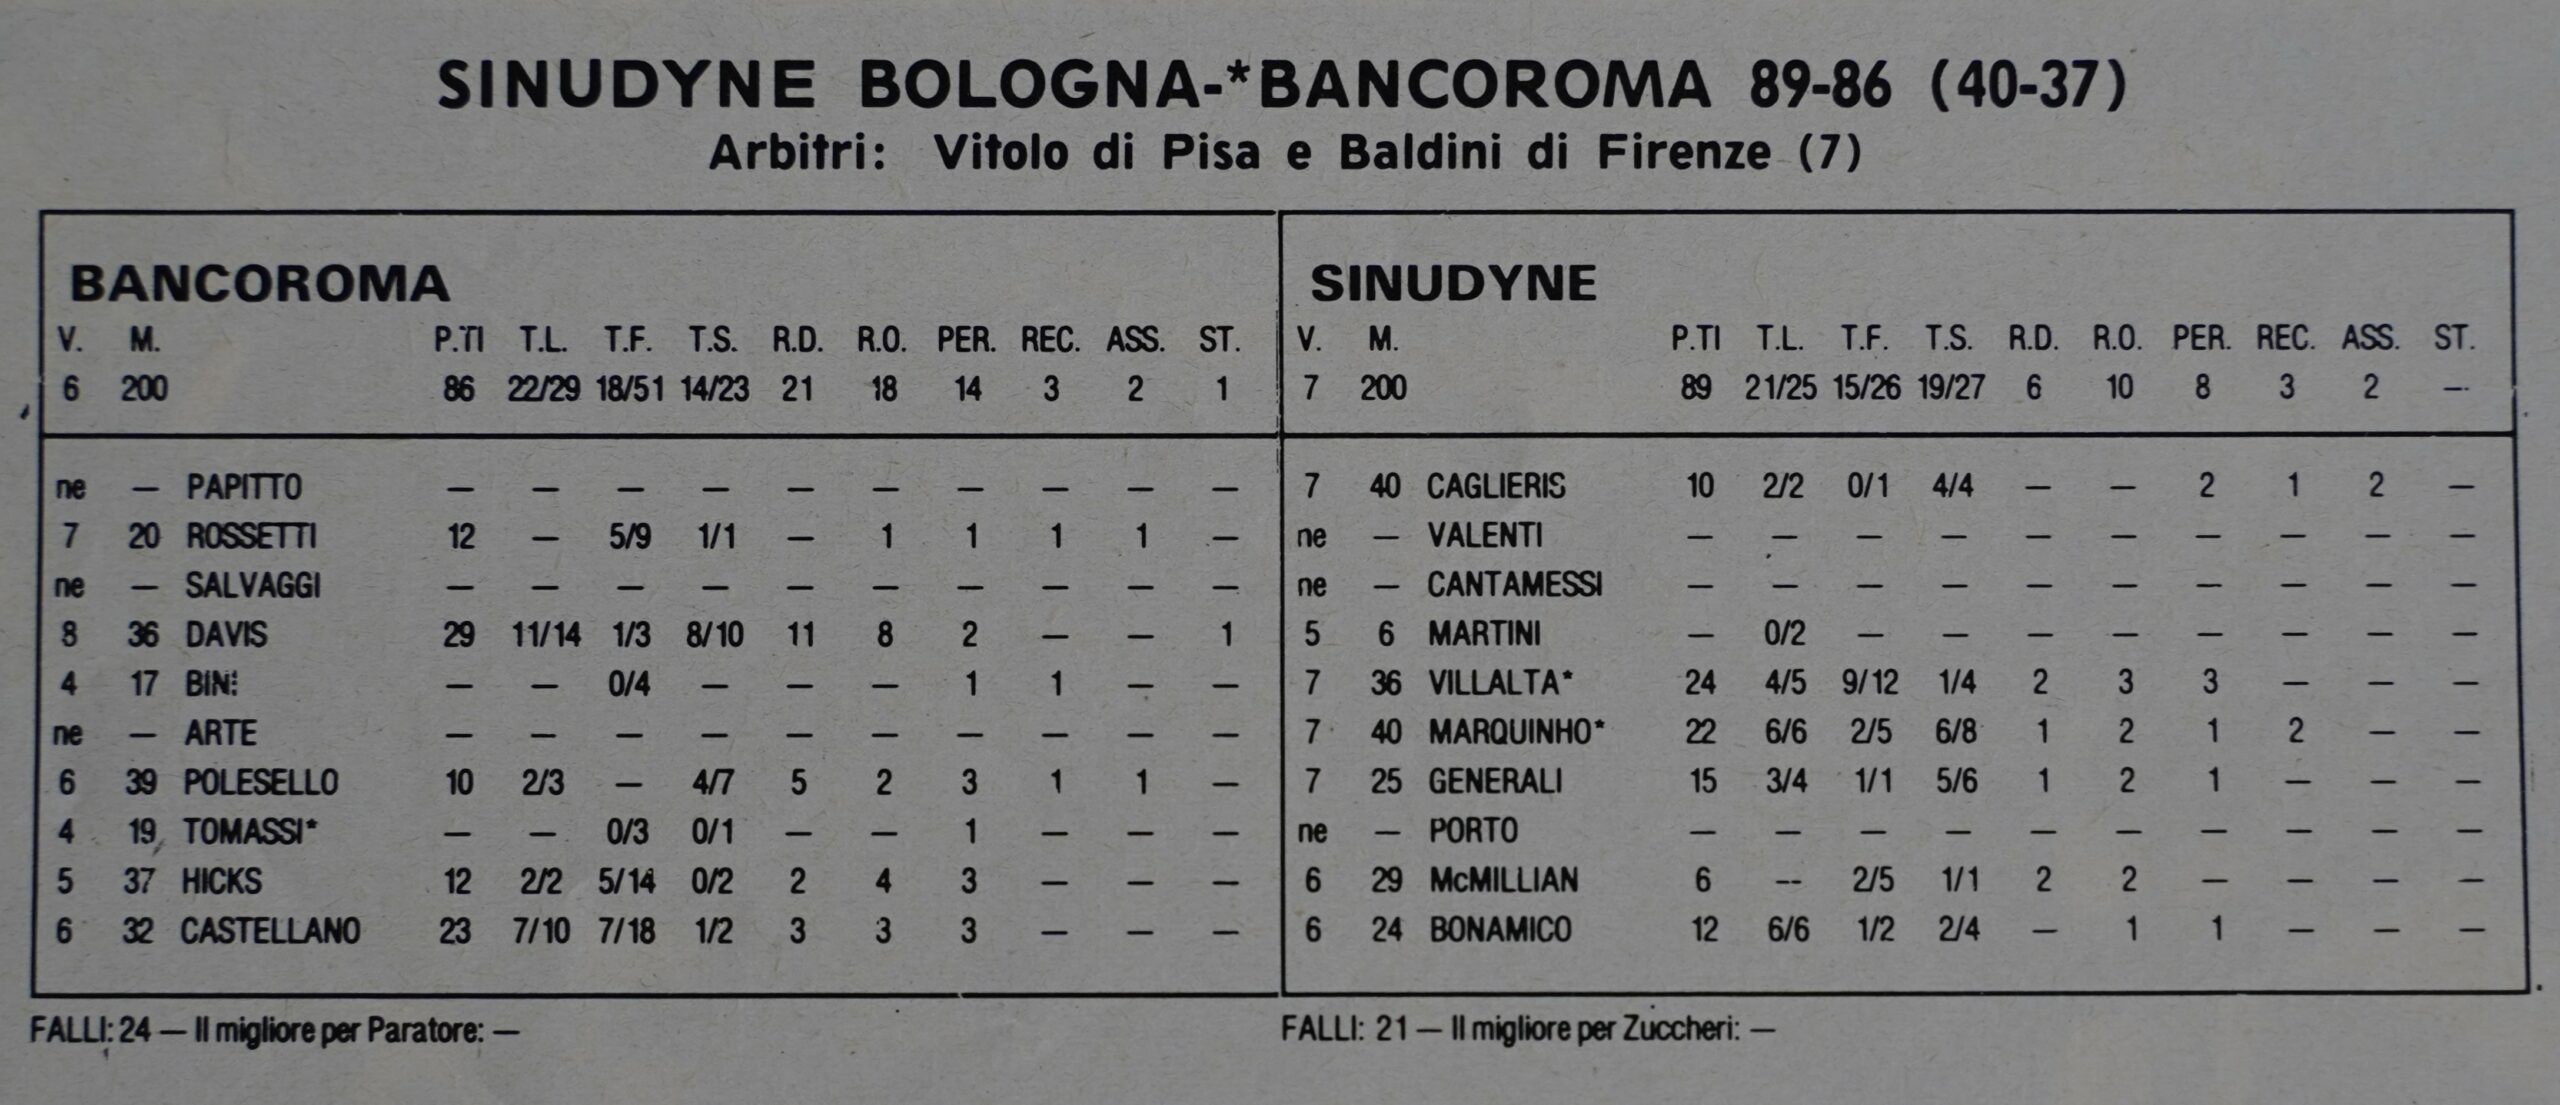 SINUDYNE BOLOGNA-*BANCOROMA 89-86 (40-37)
Arbitri: Vitolo di Pisa e Baldini di Firenze (7)
BANCOROMA
V. M. P.TI T.L. T.F. T.S. R.D. R.O. PER. REC. ASS. ST.
6 200 86 22/29 18/51 14/23 21 18 14 3 2 1
ne — PAPITTO — — — — — — — — — —
7 20 ROSSETTI 12 — 5/9 1/1 — 1 1 1 1 —
ne — SALVAGGI — — — — — — — — — —
8 36 DAVIS 29 11/14 1/3 8/10 11 8 2 — — 1
4 17 BINI — — 0/4 — — — 1 1 — —
ne — ARTE — — — — — — — — — —
6 39 POLESELLO 10 2/3 — 4/7 5 2 3 1 1 —
4 19 TOMASSI* — — 0/3 0/1 — — 1 — — —
5 37 HICKS 12 2/2 5/14 0/2 2 4 3 — — —
6 32 CASTELLANO 23 7/10 7/18 1/2 3 3 3 — — —
FALLI: 24 — Il migliore per Paratore: —
SINUDYNE
V. M. P.TI T.L. T.F. T.S. R.D. R.O. PER. REC. ASS. ST.
7 200 89 21/25 15/26 19/27 6 10 8 3 2 —
7 40 CAGLIERIS 10 2/2 0/1 4/4 — — 2 1 2 —
ne — VALENTI — — — — — — — — — —
ne — CANTAMESSI — — — — — — — — — —
5 6 MARTINI — 0/2 — — — — — — — —
7 36 VILLALTA* 24 4/5 9/12 1/4 2 3 3 — — —
7 40 MARQUINHO* 22 6/6 2/5 6/8 1 2 1 2 — —
7 25 GENERALI 15 3/4 1/1 5/6 1 2 1 — — —
ne — PORTO — — — — — — — — — —
6 29 McMILLIAN 6 -- 2/5 1/1 2 2 — — — —
6 24 BONAMICO 12 6/6 1/2 2/4 — 1 1 — — —
FALLI: 21 — Il migliore per Zuccheri: —